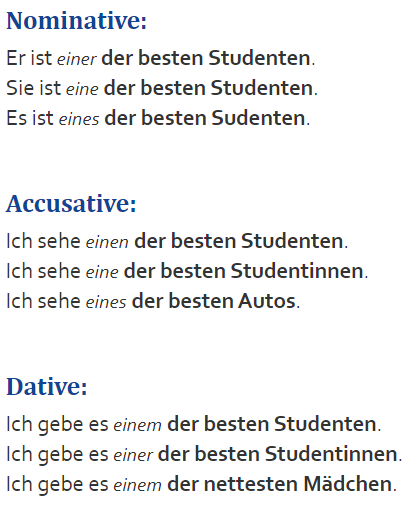 Nominative:
Er ist einer der besten Studenten.
Sie ist eine der besten Studenten.
Es ist eines der besten Sudenten.
Accusative:
Ich sehe einen der besten Studenten.
Ich sehe eine der besten Studentinnen.
Ich sehe eines der besten Autos.
Dative:
Ich gebe es einem der besten Studenten.
Ich gebe es einer der besten Studentinnen.
Ich gebe es einem der nettesten Mädchen.